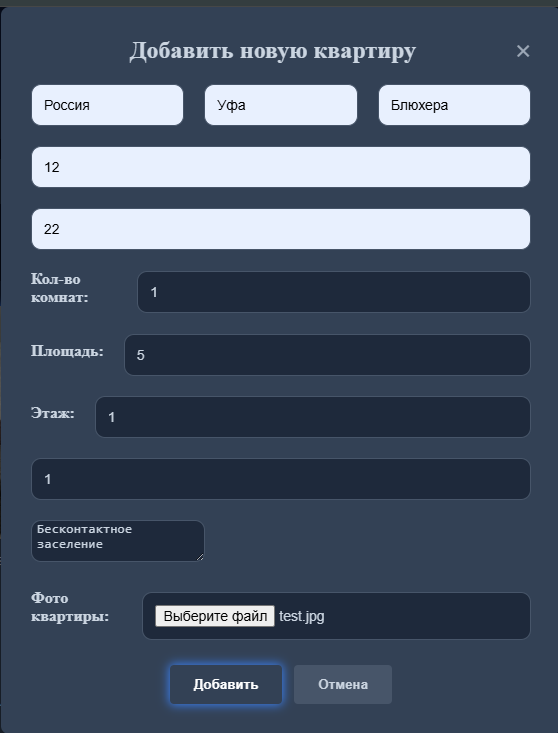 Добавить новую квартиру ×
Россия Уфа Блюхера
12
22
Кол-во
комнат:
1
Площадь: 5
Этаж: 1
1
Бесконтактное
заселение
Фото
квартиры:
Выберите файл test.jpg
Добавить Отмена